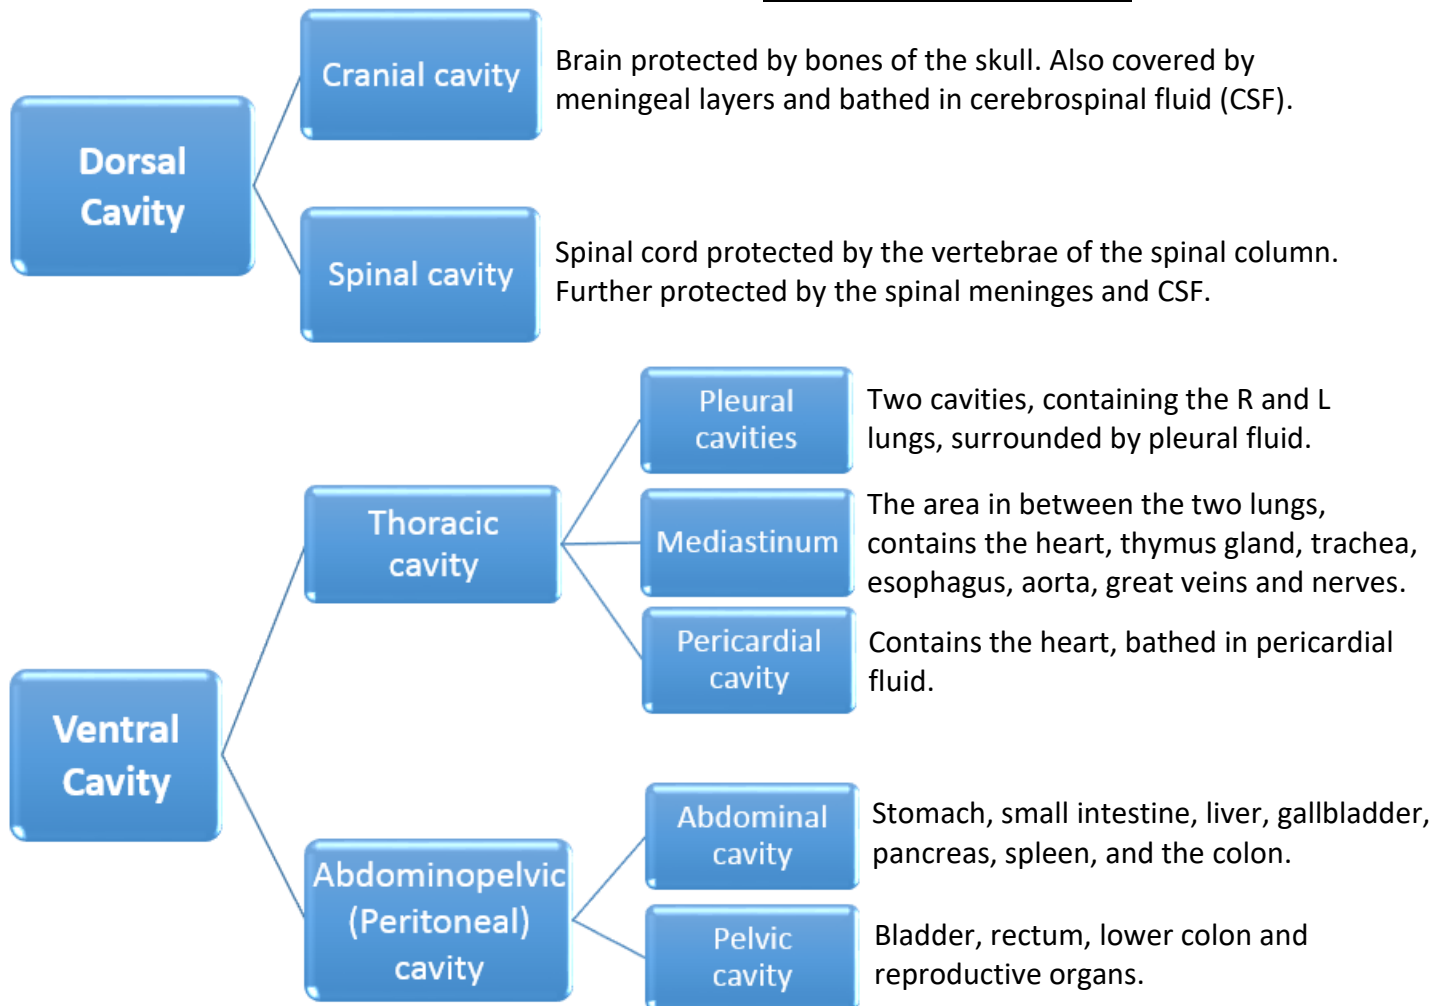 Dorsal
Cavity
Cranial cavity
Brain protected by bones of the skull. Also covered by
meningeal layers and bathed in cerebrospinal fluid (CSF).
Spinal cavity
Spinal cord protected by the vertebrae of the spinal column.
Further protected by the spinal meninges and CSF.
Ventral
Cavity
Thoracic
cavity
Pleural
cavities
Two cavities, containing the R and L
lungs, surrounded by pleural fluid.
Mediastinum
The area in between the two lungs,
contains the heart, thymus gland, trachea,
esophagus, aorta, great veins and nerves.
Pericardial
cavity
Contains the heart, bathed in pericardial
fluid.
Abdominopelvic
(Peritoneal)
cavity
Abdominal
cavity
Stomach, small intestine, liver, gallbladder,
pancreas, spleen, and the colon.
Pelvic
cavity
Bladder, rectum, lower colon and
reproductive organs.